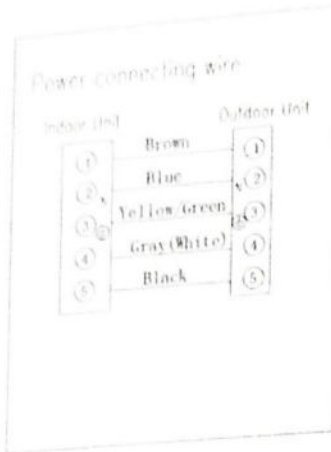 Power connecting wire
Indoor Unit Outdoor Unit
① Brown ①
② Blue ②
③ Yellow/Green ③
④ Gray(White) ④
⑤ Black ⑤